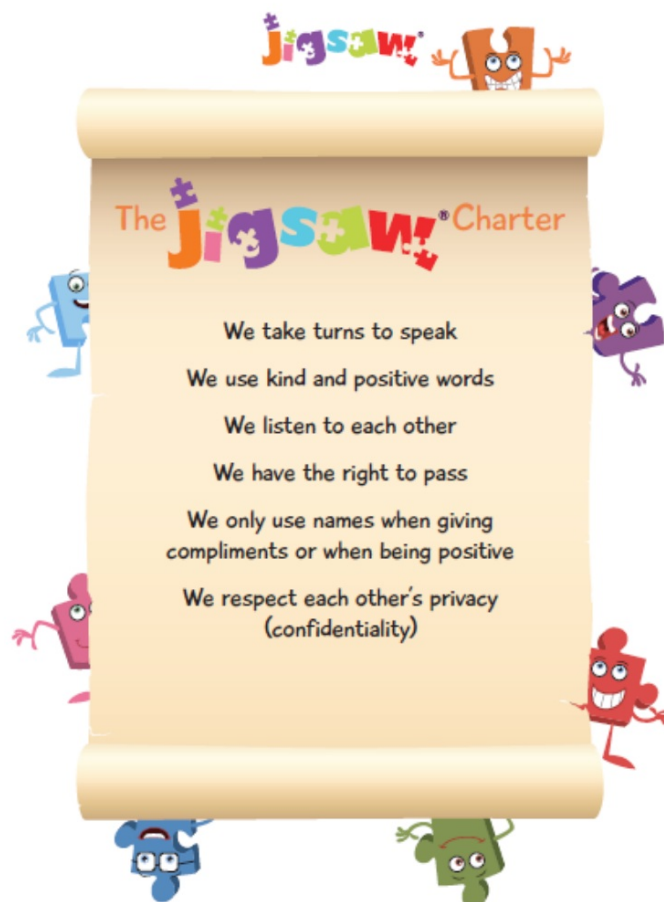 jigsaw®
The jigsaw® Charter
We take turns to speak
We use kind and positive words
We listen to each other
We have the right to pass
We only use names when giving
compliments or when being positive
We respect each other's privacy
(confidentiality)